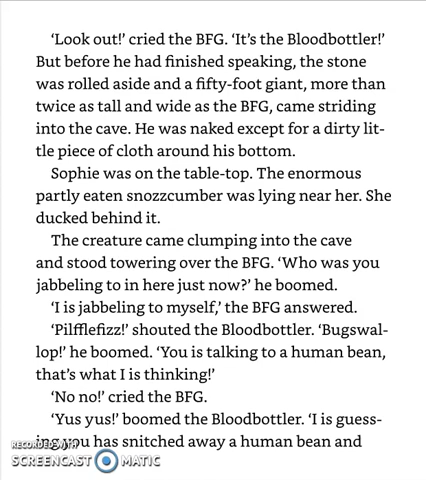 ‘Look out!’ cried the BFG. ‘It’s the Bloodbottler!’
But before he had finished speaking, the stone
was rolled aside and a fifty-foot giant, more than
twice as tall and wide as the BFG, came striding
into the cave. He was naked except for a dirty lit-
tle piece of cloth around his bottom.
Sophie was on the table-top. The enormous
partly eaten snozzcumber was lying near her. She
ducked behind it.
The creature came clumping into the cave
and stood towering over the BFG. ‘Who was you
jabbeling to in here just now?’ he boomed.
‘I is jabbeling to myself,’ the BFG answered.
‘Pilfflefizz!’ shouted the Bloodbottler. ‘Bugswal-
lop!’ he boomed. ‘You is talking to a human bean,
that’s what I is thinking!’
‘No no!’ cried the BFG.
‘Yus yus!’ boomed the Bloodbottler. ‘I is guess-
ing you has snitched away a human bean and
RECORDED WITH
SCREENCAST MATIC